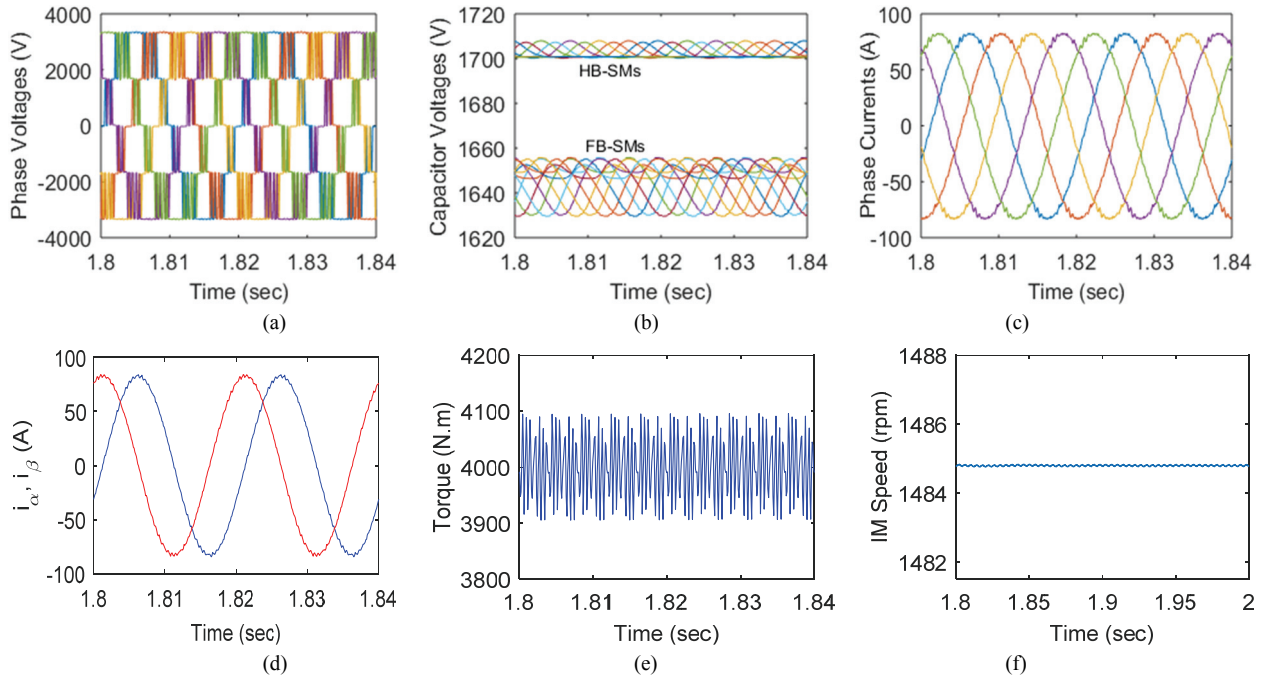 Phase Voltages (V)
4000
2000
0
-2000
-4000
1.8 1.81 1.82 1.83 1.84
Time (sec)
(a)
Capacitor Voltages (V)
1720
1700
1680
1660
1640
1620
HB-SMs
FB-SMs
1.8 1.81 1.82 1.83 1.84
Time (sec)
(b)
Phase Currents (A)
100
50
0
-50
-100
1.8 1.81 1.82 1.83 1.84
Time (sec)
(c)
iα, iβ (A)
100
50
0
-50
-100
1.8 1.81 1.82 1.83 1.84
Time (sec)
(d)
Torque (N.m)
4200
4100
4000
3900
3800
1.8 1.81 1.82 1.83 1.84
Time (sec)
(e)
IM Speed (rpm)
1488
1486
1484
1482
1.8 1.85 1.9 1.95 2
Time (sec)
(f)